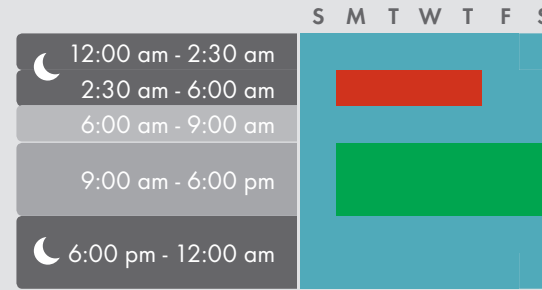 S M T W T F S
12:00 am - 2:30 am
2:30 am - 6:00 am
6:00 am - 9:00 am
9:00 am - 6:00 pm
6:00 pm - 12:00 am